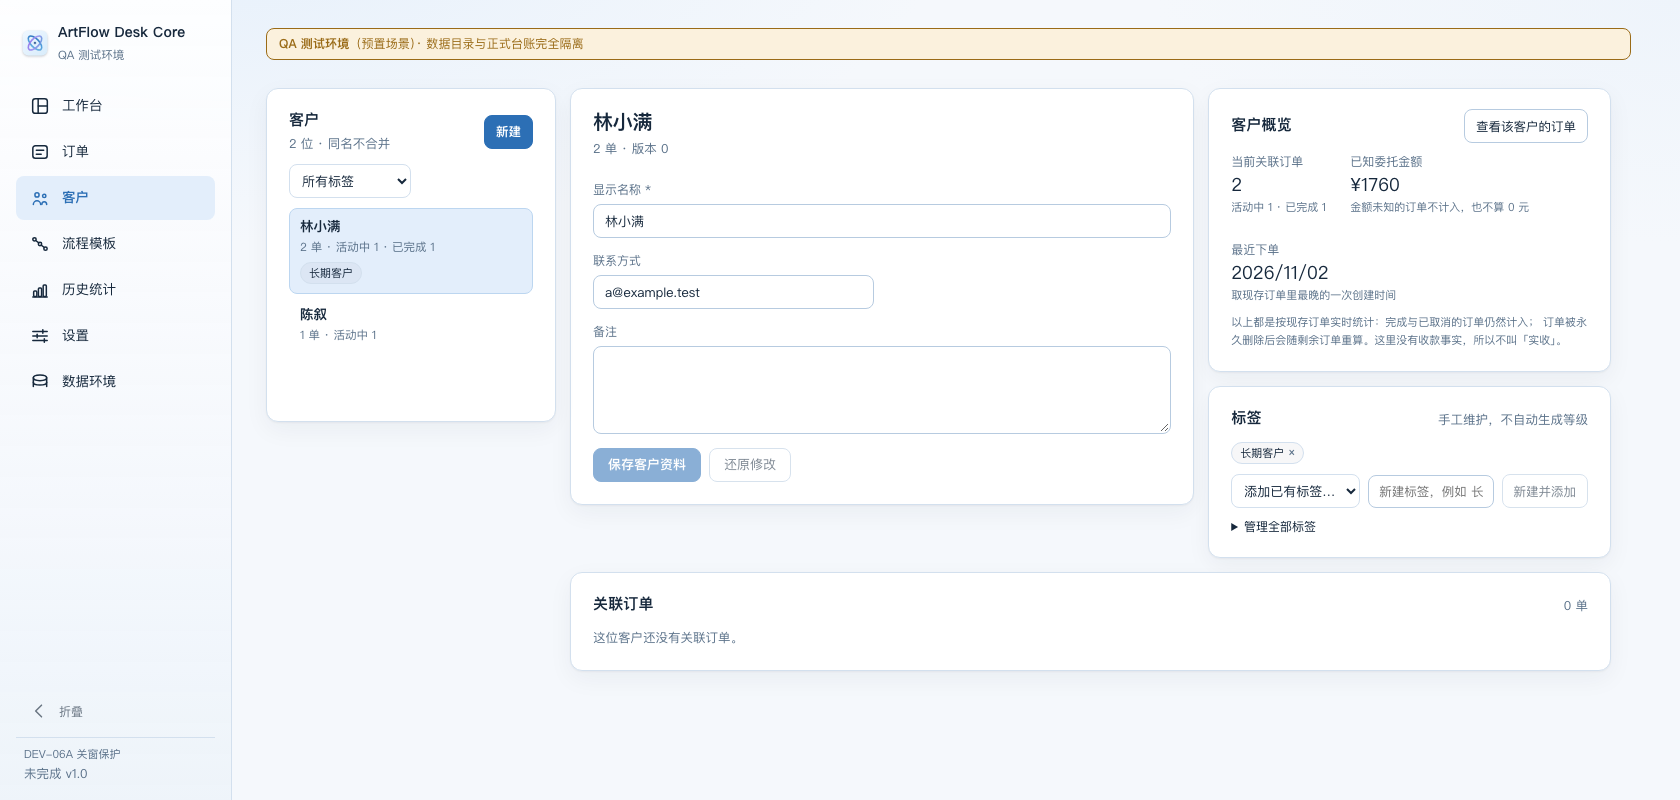 ArtFlow Desk Core
QA 测试环境
工作台
订单
客户
流程模板
历史统计
设置
数据环境
折叠
DEV-06A 关窗保护
未完成 v1.0
QA 测试环境（预置场景）· 数据目录与正式台账完全隔离
客户
2 位 · 同名不合并
新建
所有标签
林小满
2 单 · 活动中 1 · 已完成 1
长期客户
陈叙
1 单 · 活动中 1
林小满
2 单 · 版本 0
显示名称 *
林小满
联系方式
a@example.test
备注
保存客户资料
还原修改
客户概览
查看该客户的订单
当前关联订单
2
活动中 1 · 已完成 1
已知委托金额
¥1760
金额未知的订单不计入，也不算 0 元
最近下单
2026/11/02
取现存订单里最晚的一次创建时间
以上都是按现存订单实时统计：完成与已取消的订单仍然计入； 订单被永
久删除后会随剩余订单重算。这里没有收款事实，所以不叫「实收」。
标签
手工维护，不自动生成等级
长期客户 ×
添加已有标签...
新建标签，例如 长
新建并添加
管理全部标签
关联订单
0 单
这位客户还没有关联订单。